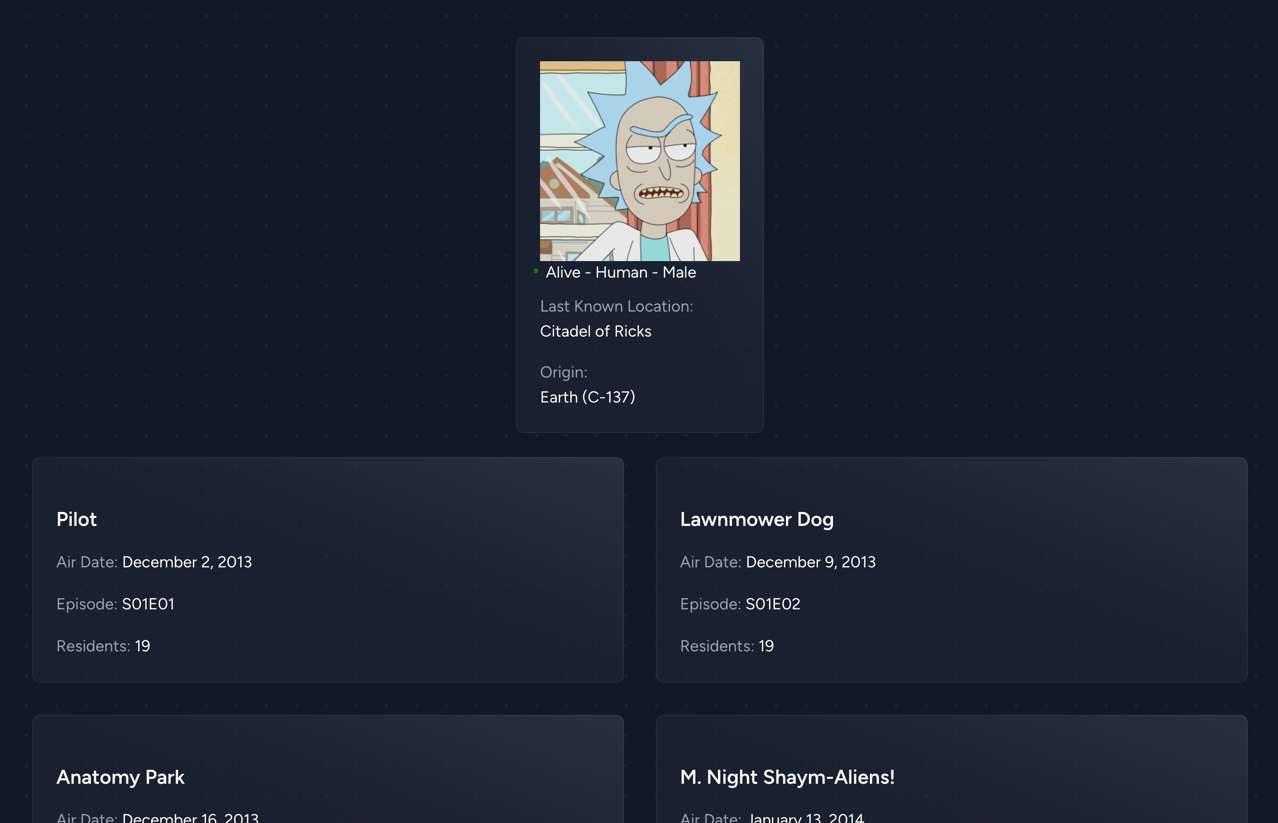 Alive - Human - Male
Last Known Location:
Citadel of Ricks
Origin:
Earth (C-137)
Pilot
Air Date: December 2, 2013
Episode: S01E01
Residents: 19
Lawnmower Dog
Air Date: December 9, 2013
Episode: S01E02
Residents: 19
Anatomy Park
Air Date: December 16, 2013
M. Night Shaym-Aliens!
Air Date: January 13, 2014